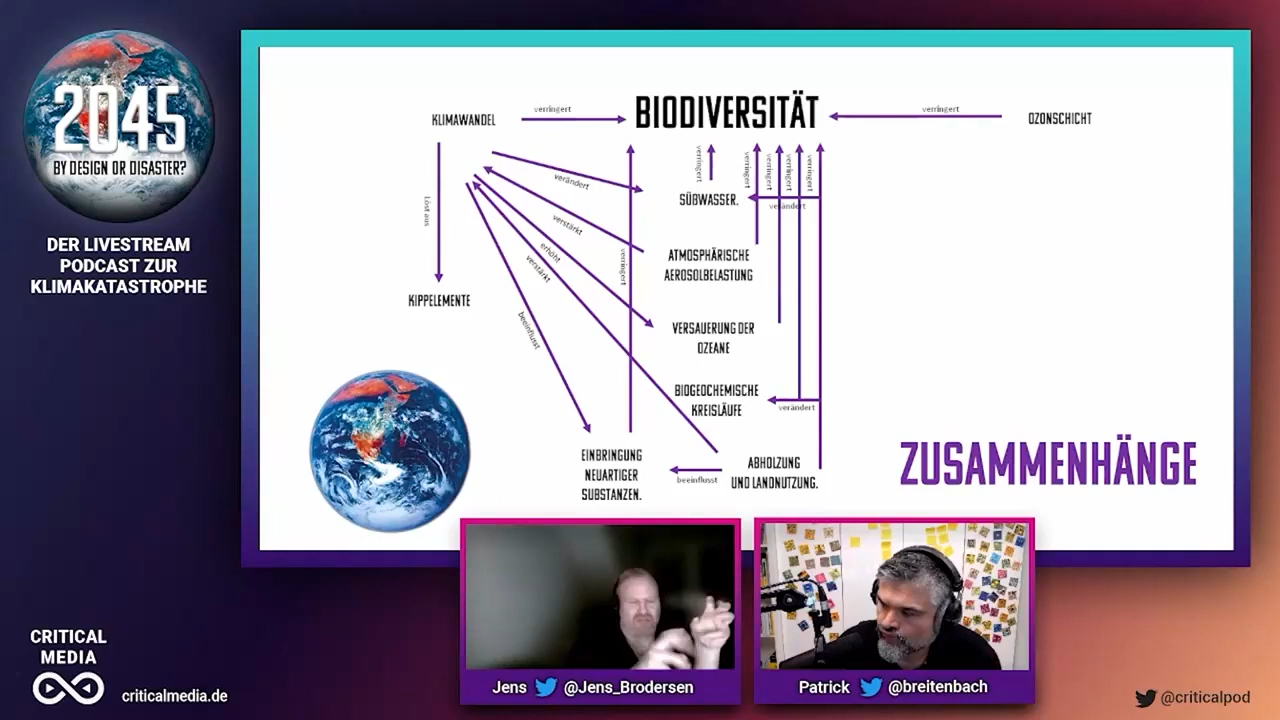 2045
BY DESIGN OR DISASTER?
DER LIVESTREAM
PODCAST ZUR
KLIMAKATASTROPHE
KLIMAWANDEL
verringert
BIODIVERSITÄT
verringert
OZONSCHICHT
verringert
verringert
verringert
verringert
verringert
verändert
SÜẞWASSER.
verändert
Löst aus
verstärkt
ATMOSPHÄRISCHE
AEROSOLBELASTUNG
erhöht
verstärkt
verringert
KIPPELEMENTE
beeinflusst
VERSAUERUNG DER
OZEANE
BIOGEOCHEMISCHE
KREISLÄUFE
verändert
EINBRINGUNG
NEUARTIGER
SUBSTANZEN.
beeinflusst
ABHOLZUNG
UND LANDNUTZUNG.
ZUSAMMENHÄNGE
CRITICAL
MEDIA
criticalmedia.de
Jens @Jens_Brodersen
Patrick @breitenbach
@criticalpod